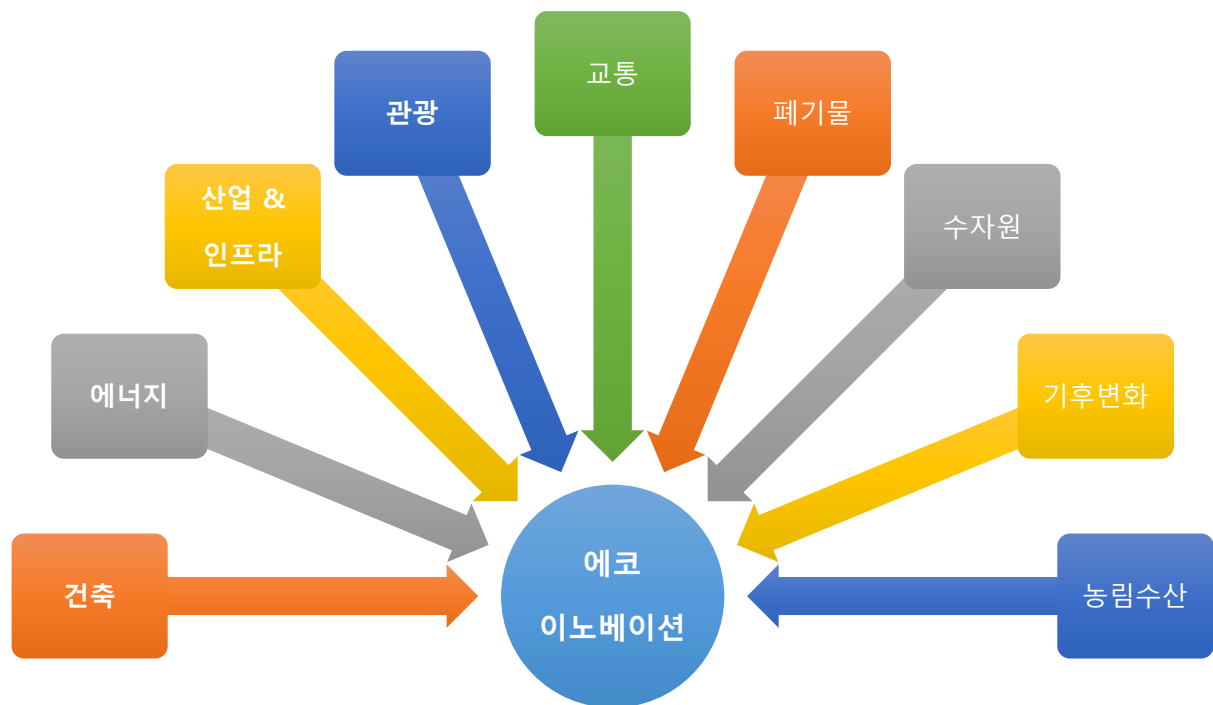 교통
관광
폐기물
산업 &
인프라
수자원
에너지
기후변화
건축
에코
이노베이션
농림수산